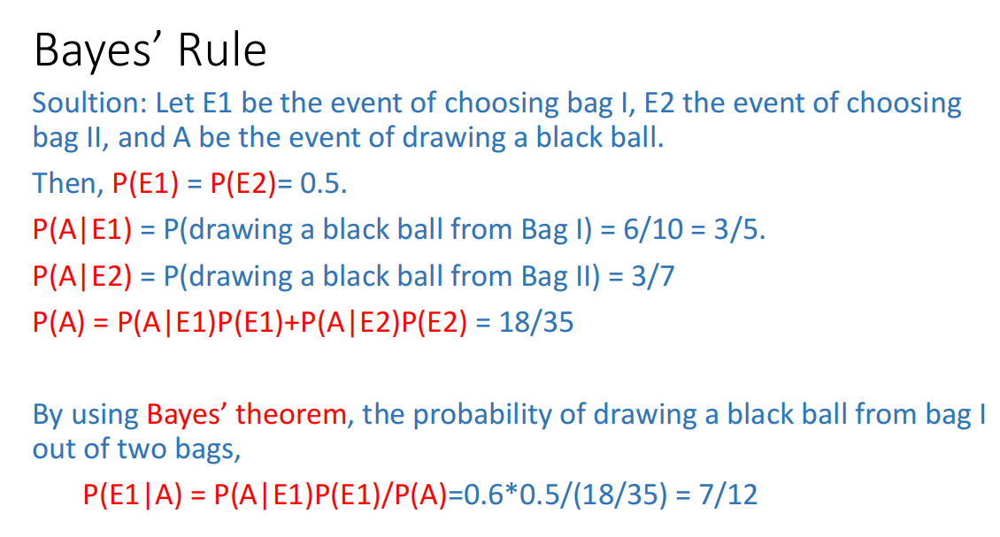 Bayes’ Rule
Soultion: Let E1 be the event of choosing bag I, E2 the event of choosing
bag II, and A be the event of drawing a black ball.
Then, P(E1) = P(E2)= 0.5.
P(A|E1) = P(drawing a black ball from Bag I) = 6/10 = 3/5.
P(A|E2) = P(drawing a black ball from Bag II) = 3/7
P(A) = P(A|E1)P(E1)+P(A|E2)P(E2) = 18/35
By using Bayes’ theorem, the probability of drawing a black ball from bag I
out of two bags,
P(E1|A) = P(A|E1)P(E1)/P(A)=0.6*0.5/(18/35) = 7/12